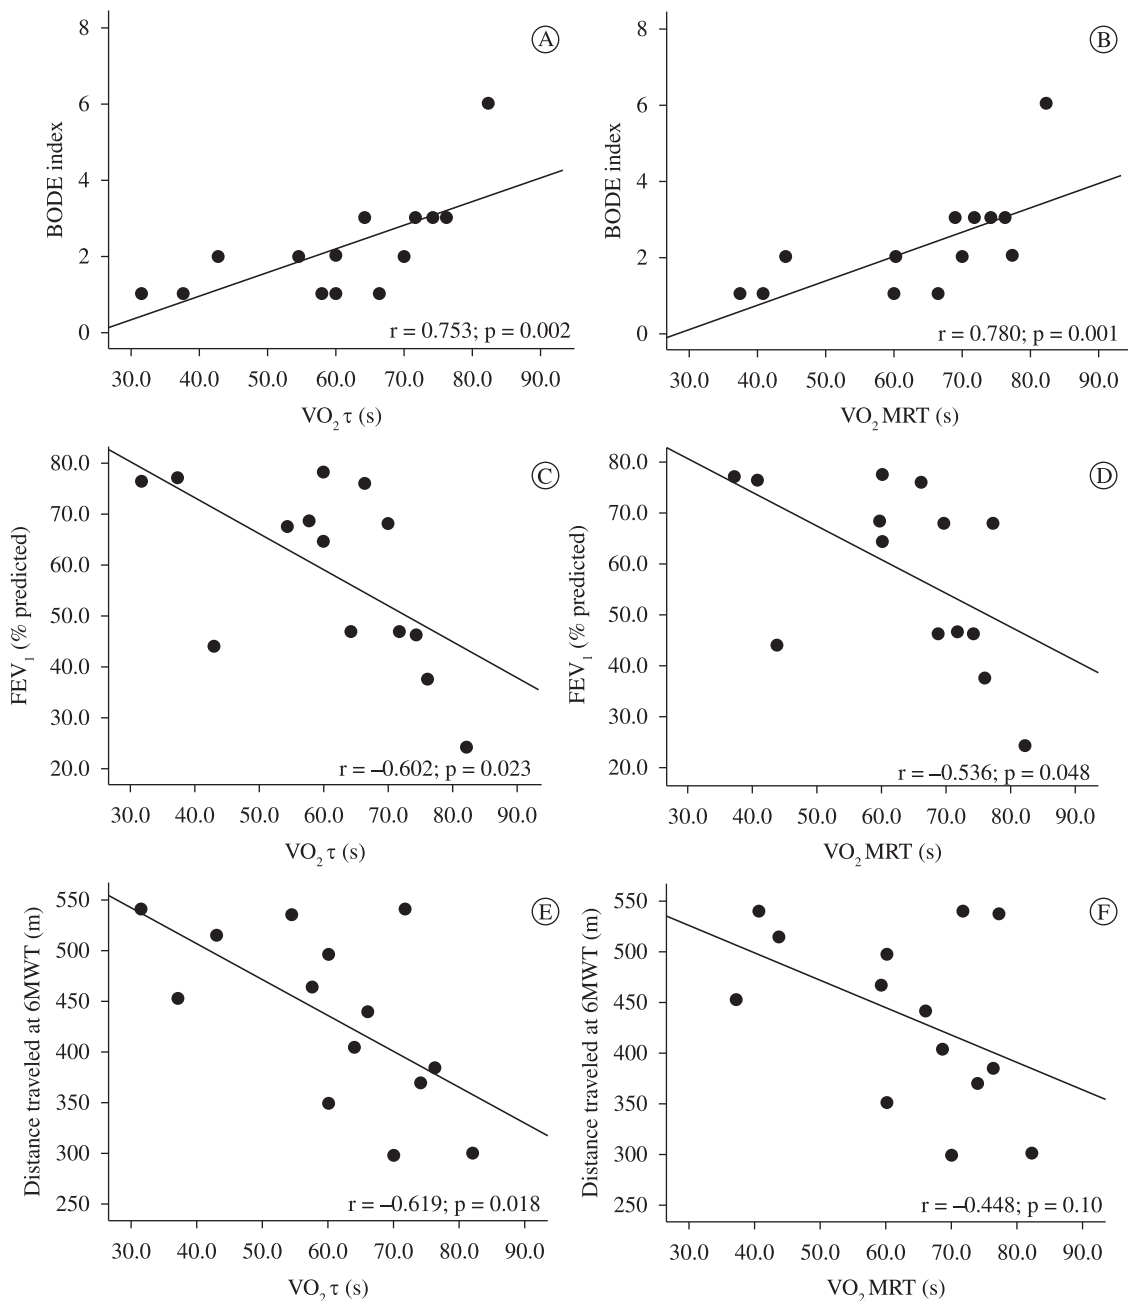 Ⓐ
8
6
4
2
0
BODE index
r = 0.753; p = 0.002
30.0 40.0 50.0 60.0 70.0 80.0 90.0
VO₂ τ (s)
Ⓑ
8
6
4
2
0
BODE index
r = 0.780; p = 0.001
30.0 40.0 50.0 60.0 70.0 80.0 90.0
VO₂ MRT (s)
Ⓒ
80.0
70.0
60.0
50.0
40.0
30.0
20.0
FEV₁ (% predicted)
r = –0.602; p = 0.023
30.0 40.0 50.0 60.0 70.0 80.0 90.0
VO₂ τ (s)
Ⓓ
80.0
70.0
60.0
50.0
40.0
30.0
20.0
FEV₁ (% predicted)
r = –0.536; p = 0.048
30.0 40.0 50.0 60.0 70.0 80.0 90.0
VO₂ MRT (s)
Ⓔ
550
500
450
400
350
300
250
Distance traveled at 6MWT (m)
r = –0.619; p = 0.018
30.0 40.0 50.0 60.0 70.0 80.0 90.0
VO₂ τ (s)
Ⓕ
550
500
450
400
350
300
250
Distance traveled at 6MWT (m)
r = –0.448; p = 0.10
30.0 40.0 50.0 60.0 70.0 80.0 90.0
VO₂ MRT (s)